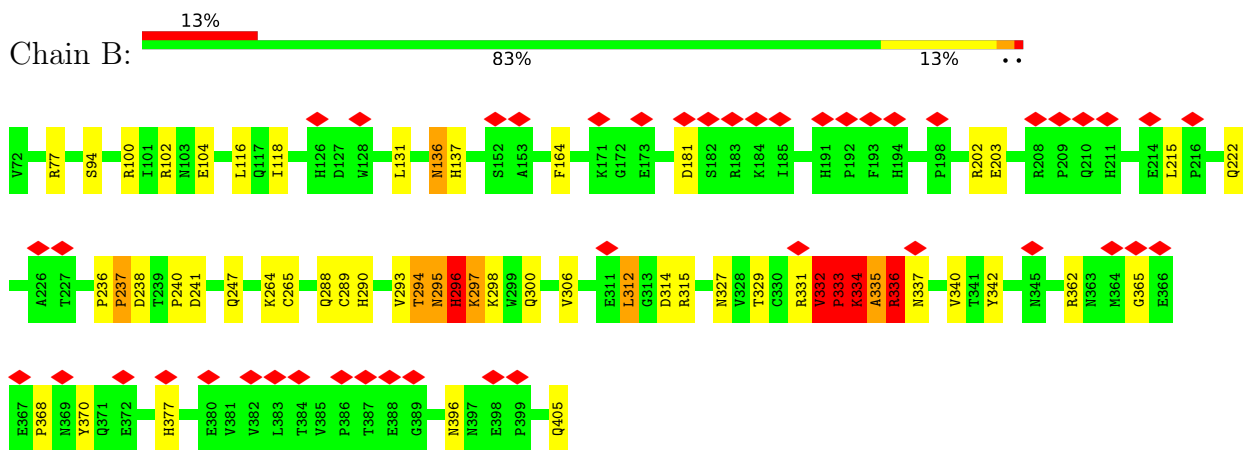 13%
Chain B:
83% 13% • •
V72 R77 S94 R100 I101 R102 N103 E104 L116 Q117 I118 H126 D127 W128 L131 N136 H137 S152 A153 F164 K171 G172 E173 D181 S182 R183 K184 I185 H191 P192 F193 H194 P198 R202 E203 R208 P209 Q210 H211 E214 L215 P216 Q222
A226 T227 P236 P237 D238 T239 P240 D241 Q247 K264 C265 Q288 C289 H290 V293 T294 N295 H296 K297 K298 W299 Q300 V306 E311 L312 G313 D314 R315 N327 V328 T329 C330 R331 V332 P333 K334 A335 R336 N337 V340 T341 Y342 N345 R362 N363 M364 G365 E366
E367 P368 N369 Y370 Q371 E372 H377 E380 V381 V382 L383 T384 V385 P386 T387 E388 G389 N396 N397 E398 P399 Q405